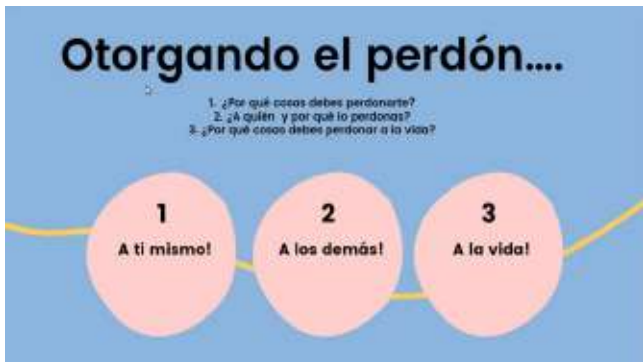 Otorgando el perdón....
1. ¿Por qué cosas debes perdonarte?
2. ¿A quién y por qué lo perdonas?
3. ¿Por qué cosas debes perdonar a la vida?
1
A ti mismo!
2
A los demás!
3
A la vida!